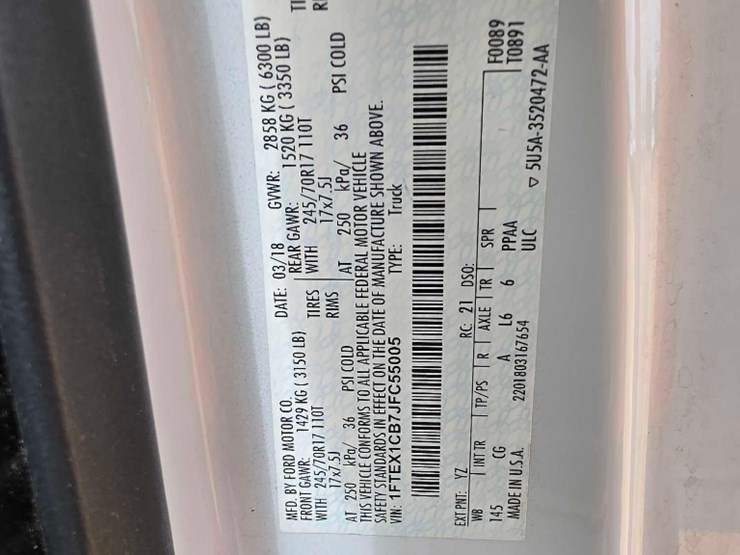 MFD. BY FORD MOTOR CO.
DATE: 03/18 GVWR: 2858 KG ( 6300 LB)
FRONT GAWR: 1429 KG ( 3150 LB) REAR GAWR: 1520 KG ( 3350 LB)
WITH 245/70R17 110T TIRES WITH 245/70R17 110T TI
17x7.5J RIMS 17x7.5J RI
AT 250 kPa/ 36 PSI COLD AT 250 kPa/ 36 PSI COLD
THIS VEHICLE CONFORMS TO ALL APPLICABLE FEDERAL MOTOR VEHICLE
SAFETY STANDARDS IN EFFECT ON THE DATE OF MANUFACTURE SHOWN ABOVE.
VIN: 1FTEX1CB7JFC55005 TYPE: Truck
EXT PNT: YZ RC: 21 DSO:
WB INT TR TP/PS R AXLE TR SPR F0089
145 CG A L6 6 PPAA T0891
MADE IN U.S.A. 2201803167654 ULC
▽ 5U5A-3520472-AA